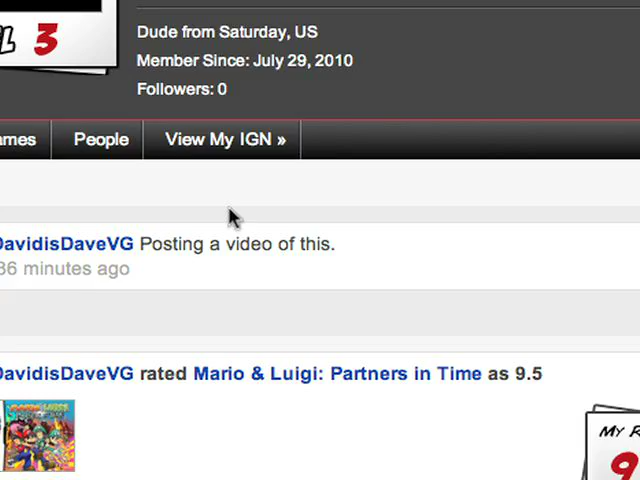 3
Dude from Saturday, US
Member Since: July 29, 2010
Followers: 0
People
View My IGN »
DavidisDaveVG Posting a video of this.
36 minutes ago
DavidisDaveVG rated Mario & Luigi: Partners in Time as 9.5
MY
9